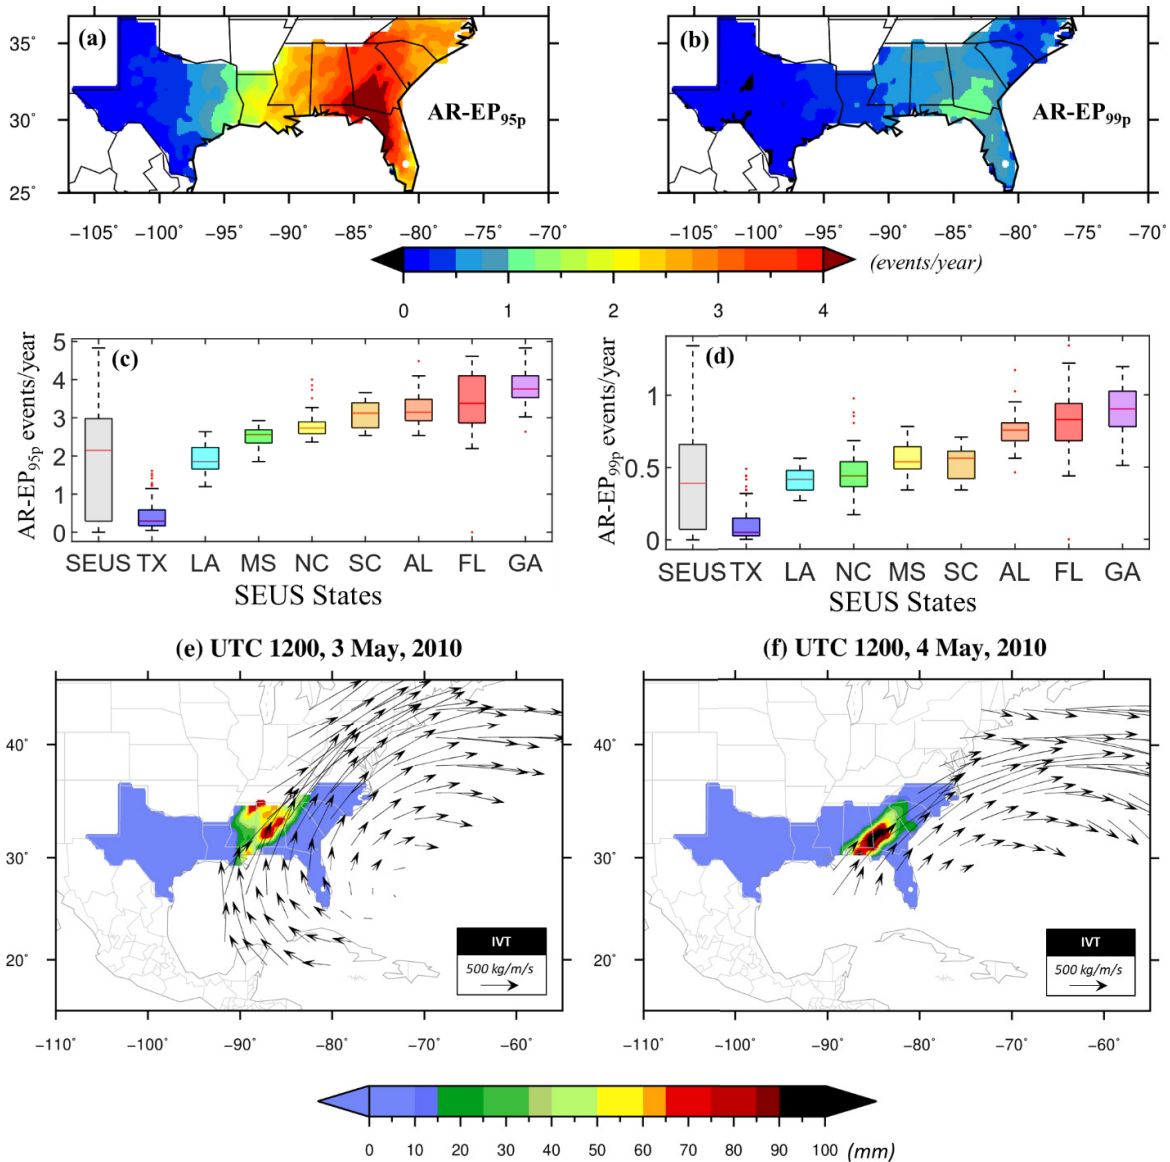 (a)
35°
30°
25°
AR-EP95p
−105° −100° −95° −90° −85° −80° −75° −70°
(b)
AR-EP99p
−105° −100° −95° −90° −85° −80° −75° −70°
0 1 2 3 4
(events/year)
(c)
AR-EP95p events/year
5
4
3
2
1
0
SEUS TX LA MS NC SC AL FL GA
SEUS States
(d)
AR-EP99p events/year
1
0.5
0
SEUS TX LA NC MS SC AL FL GA
SEUS States
(e) UTC 1200, 3 May, 2010
40°
30°
20°
IVT
500 kg/m/s
−110° −100° −90° −80° −70° −60°
(f) UTC 1200, 4 May, 2010
40°
30°
20°
IVT
500 kg/m/s
−110° −100° −90° −80° −70° −60°
0 10 20 30 40 50 60 70 80 90 100 (mm)